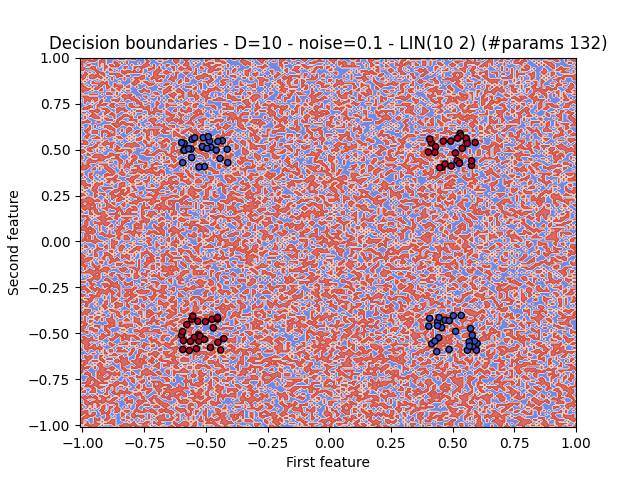 Decision boundaries - D=10 - noise=0.1 - LIN(10 2) (#params 132)
1.00
0.75
0.50
0.25
0.00
−0.25
−0.50
−0.75
−1.00
Second feature
−1.00 −0.75 −0.50 −0.25 0.00 0.25 0.50 0.75 1.00
First feature